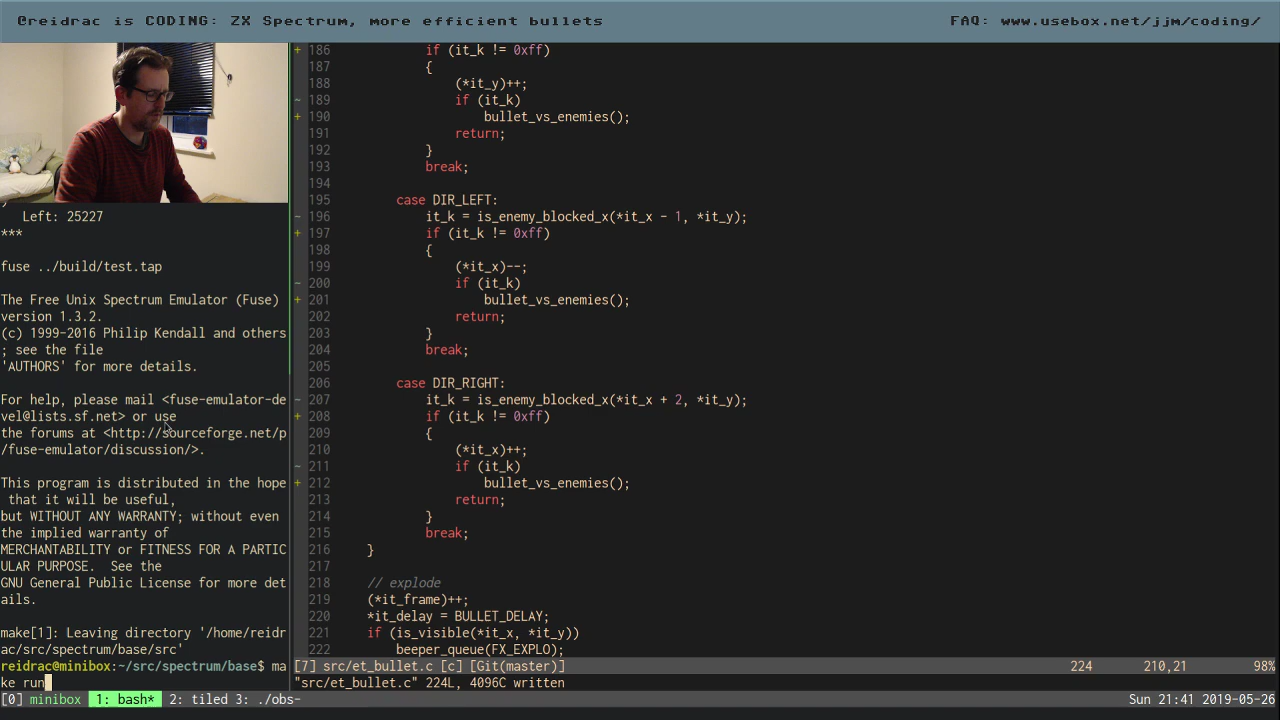 @reidrac is CODING: ZX Spectrum, more efficient bullets
FAQ: www.usebox.net/jjm/coding/
Left: 25227
***
fuse ../build/test.tap
The Free Unix Spectrum Emulator (Fuse)
version 1.3.2.
(c) 1999-2016 Philip Kendall and others
; see the file
'AUTHORS' for more details.
For help, please mail <fuse-emulator-de
vel@lists.sf.net> or use
the forums at <http://sourceforge.net/p
/fuse-emulator/discussion/>.
This program is distributed in the hope
that it will be useful,
but WITHOUT ANY WARRANTY; without even
the implied warranty of
MERCHANTABILITY or FITNESS FOR A PARTIC
ULAR PURPOSE.  See the
GNU General Public License for more det
ails.
make[1]: Leaving directory '/home/reidr
ac/src/spectrum/base/src'
reidrac@minibox:~/src/spectrum/base$ ma
ke run
+ 186 if (it_k != 0xff)
187 {
188 (*it_y)++;
~ 189 if (it_k)
+ 190 bullet_vs_enemies();
191 return;
192 }
193 break;
194
195 case DIR_LEFT:
~ 196 it_k = is_enemy_blocked_x(*it_x - 1, *it_y);
+ 197 if (it_k != 0xff)
198 {
199 (*it_x)--;
~ 200 if (it_k)
+ 201 bullet_vs_enemies();
202 return;
203 }
204 break;
205
206 case DIR_RIGHT:
~ 207 it_k = is_enemy_blocked_x(*it_x + 2, *it_y);
+ 208 if (it_k != 0xff)
209 {
210 (*it_x)++;
~ 211 if (it_k)
+ 212 bullet_vs_enemies();
213 return;
214 }
215 break;
216 }
217
218 // explode
219 (*it_frame)++;
220 *it_delay = BULLET_DELAY;
221 if (is_visible(*it_x, *it_y))
222 beeper_queue(FX_EXPLO);
[7] src/et_bullet.c [c] [Git(master)] 224 210,21 98%
"src/et_bullet.c" 224L, 4096C written
[0] minibox 1: bash* 2: tiled 3: ./obs- Sun 21:41 2019-05-26